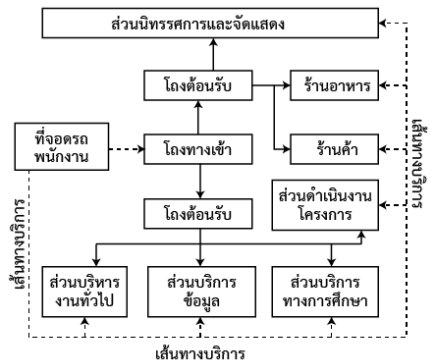 ส่วนนิทรรศการและจัดแสดง
โถงต้อนรับ
ร้านอาหาร
ที่จอดรถ
พนักงาน
โถงทางเข้า
ร้านค้า
เส้นทางบริการ
ส่วนดำเนินงาน
โครงการ
โถงต้อนรับ
เส้นทางบริการ
ส่วนบริหาร
งานทั่วไป
ส่วนบริการ
ข้อมูล
ส่วนบริการ
ทางการศึกษา
เส้นทางบริการ